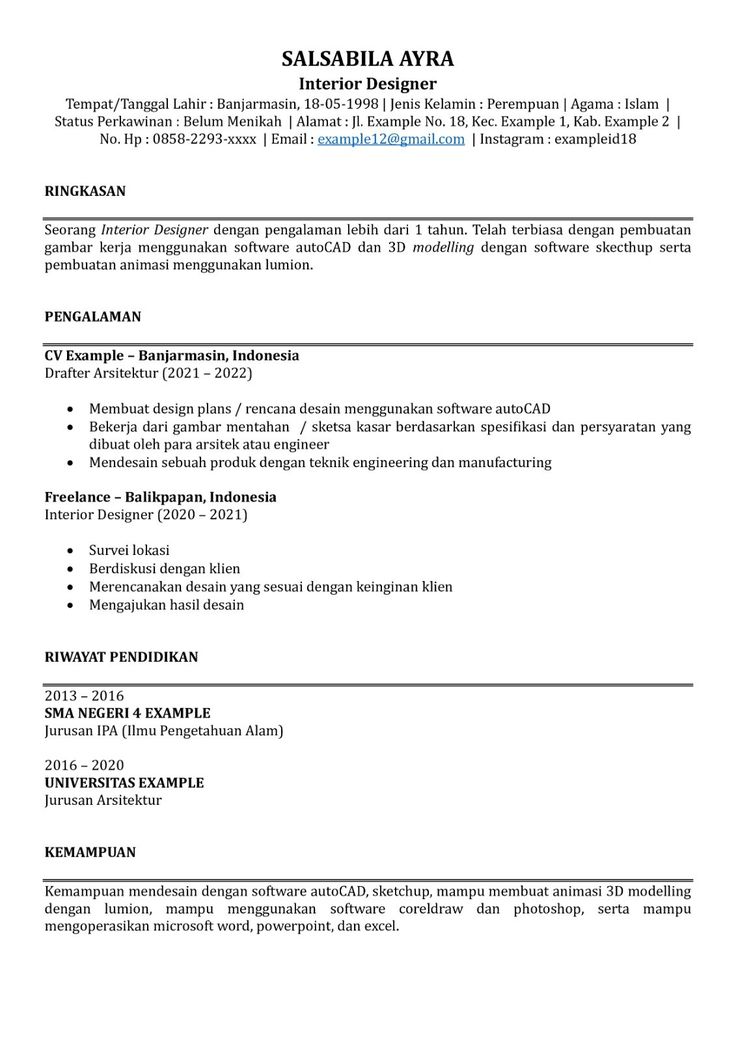 SALSABILA AYRA
Interior Designer
Tempat/Tanggal Lahir : Banjarmasin, 18-05-1998 | Jenis Kelamin : Perempuan | Agama : Islam |
Status Perkawinan : Belum Menikah | Alamat : Jl. Example No. 18, Kec. Example 1, Kab. Example 2 |
No. Hp : 0858-2293-xxxx | Email : example12@gmail.com | Instagram : exampleid18
RINGKASAN
Seorang Interior Designer dengan pengalaman lebih dari 1 tahun. Telah terbiasa dengan pembuatan
gambar kerja menggunakan software autoCAD dan 3D modelling dengan software skecthup serta
pembuatan animasi menggunakan lumion.
PENGALAMAN
CV Example – Banjarmasin, Indonesia
Drafter Arsitektur (2021 – 2022)
• Membuat design plans / rencana desain menggunakan software autoCAD
• Bekerja dari gambar mentahan / sketsa kasar berdasarkan spesifikasi dan persyaratan yang
dibuat oleh para arsitek atau engineer
• Mendesain sebuah produk dengan teknik engineering dan manufacturing
Freelance – Balikpapan, Indonesia
Interior Designer (2020 – 2021)
• Survei lokasi
• Berdiskusi dengan klien
• Merencanakan desain yang sesuai dengan keinginan klien
• Mengajukan hasil desain
RIWAYAT PENDIDIKAN
2013 – 2016
SMA NEGERI 4 EXAMPLE
Jurusan IPA (Ilmu Pengetahuan Alam)
2016 – 2020
UNIVERSITAS EXAMPLE
Jurusan Arsitektur
KEMAMPUAN
Kemampuan mendesain dengan software autoCAD, sketchup, mampu membuat animasi 3D modelling
dengan lumion, mampu menggunakan software coreldraw dan photoshop, serta mampu
mengoperasikan microsoft word, powerpoint, dan excel.